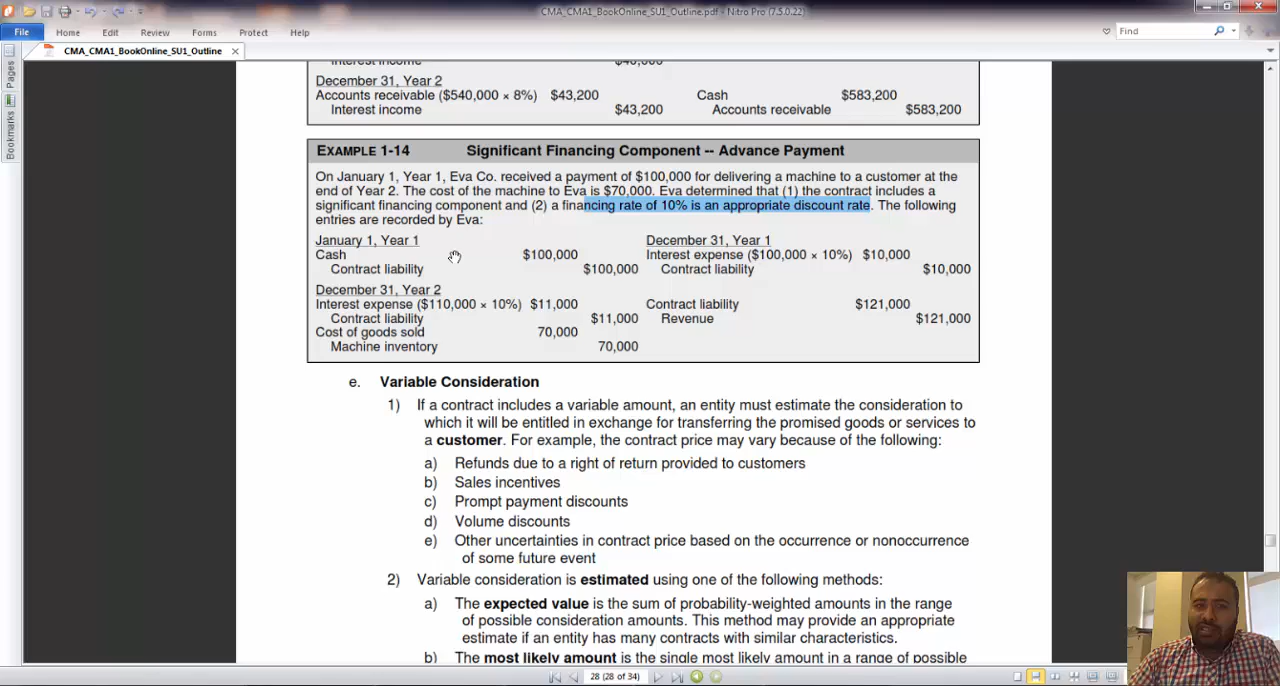 CMA_CMA1_BookOnline_SU1_Outline.pdf - Nitro Pro (7.5.0.22)
File Home Edit Review Forms Protect Help Find
CMA_CMA1_BookOnline_SU1_Outline
Pages
Bookmarks
Interest income $40,000
December 31, Year 2
Accounts receivable ($540,000 × 8%) $43,200 Cash $583,200
Interest income $43,200 Accounts receivable $583,200
EXAMPLE 1-14 Significant Financing Component -- Advance Payment
On January 1, Year 1, Eva Co. received a payment of $100,000 for delivering a machine to a customer at the
end of Year 2. The cost of the machine to Eva is $70,000. Eva determined that (1) the contract includes a
significant financing component and (2) a financing rate of 10% is an appropriate discount rate. The following
entries are recorded by Eva:
January 1, Year 1 December 31, Year 1
Cash $100,000 Interest expense ($100,000 × 10%) $10,000
Contract liability $100,000 Contract liability $10,000
December 31, Year 2
Interest expense ($110,000 × 10%) $11,000 Contract liability $121,000
Contract liability $11,000 Revenue $121,000
Cost of goods sold 70,000
Machine inventory 70,000
e. Variable Consideration
1) If a contract includes a variable amount, an entity must estimate the consideration to
which it will be entitled in exchange for transferring the promised goods or services to
a customer. For example, the contract price may vary because of the following:
a) Refunds due to a right of return provided to customers
b) Sales incentives
c) Prompt payment discounts
d) Volume discounts
e) Other uncertainties in contract price based on the occurrence or nonoccurrence
of some future event
2) Variable consideration is estimated using one of the following methods:
a) The expected value is the sum of probability-weighted amounts in the range
of possible consideration amounts. This method may provide an appropriate
estimate if an entity has many contracts with similar characteristics.
b) The most likely amount is the single most likely amount in a range of possible
28 (28 of 34)